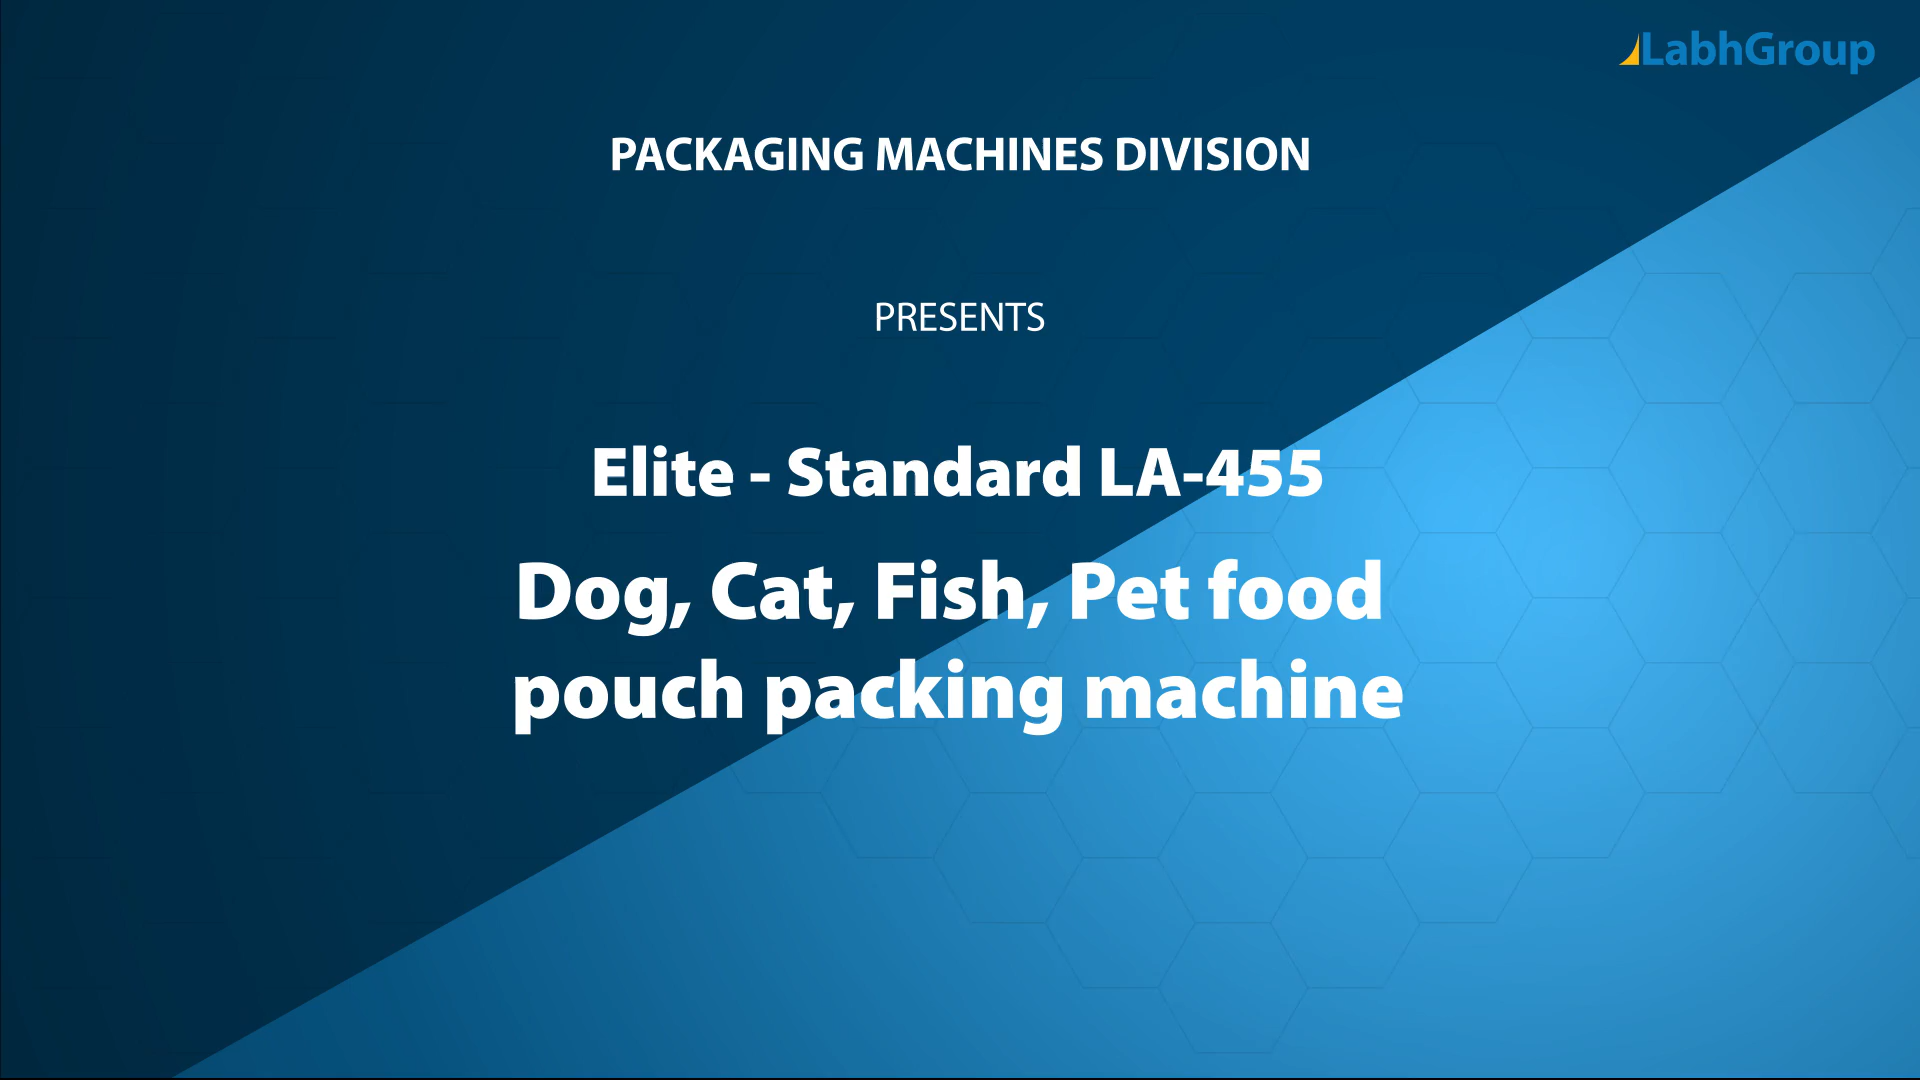 LabhGroup
PACKAGING MACHINES DIVISION
PRESENTS
Elite - Standard LA-455
Dog, Cat, Fish, Pet food
pouch packing machine